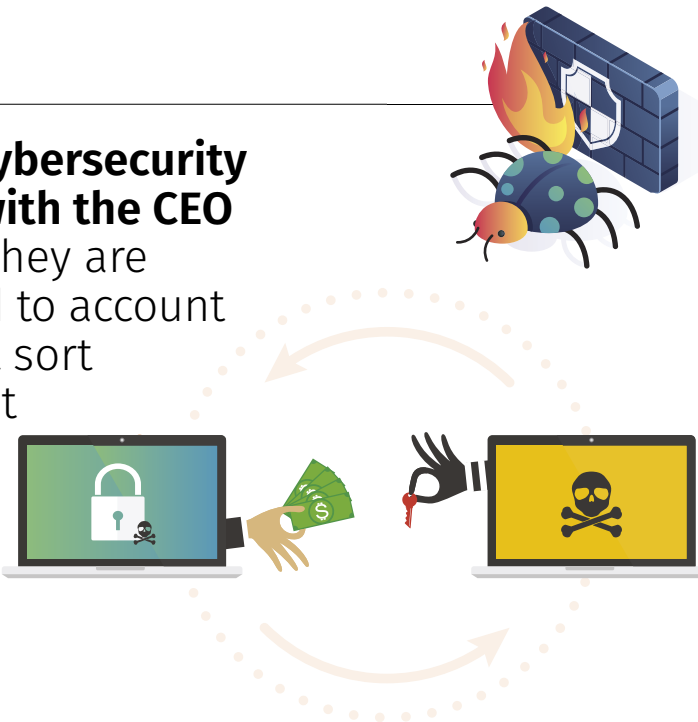 ybersecurity
with the CEO
hey are
to account
sort
t
$